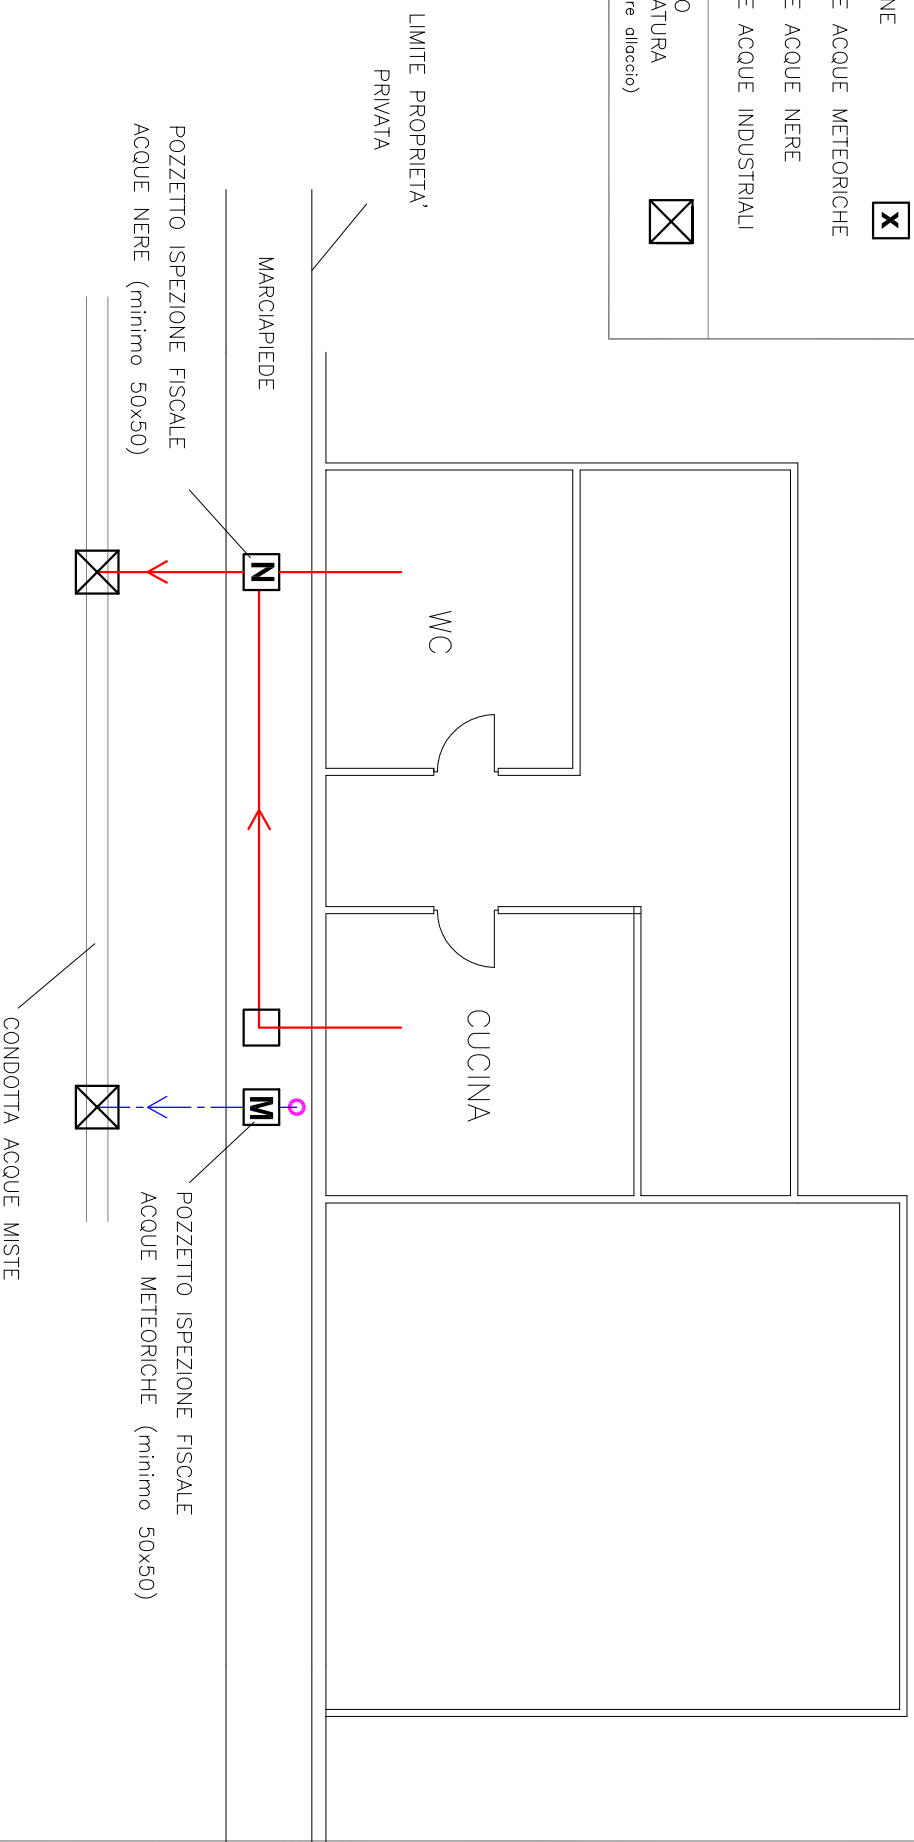 NE
X
E ACQUE METEORICHE
E ACQUE NERE
E ACQUE INDUSTRIALI
O
ATURA
re allaccio)
LIMITE PROPRIETA'
PRIVATA
MARCIAPIEDE
POZZETTO ISPEZIONE FISCALE
ACQUE NERE (minimo 50x50)
N
WC
CUCINA
M
POZZETTO ISPEZIONE FISCALE
ACQUE METEORICHE (minimo 50x50)
CONDOTTA ACQUE MISTE